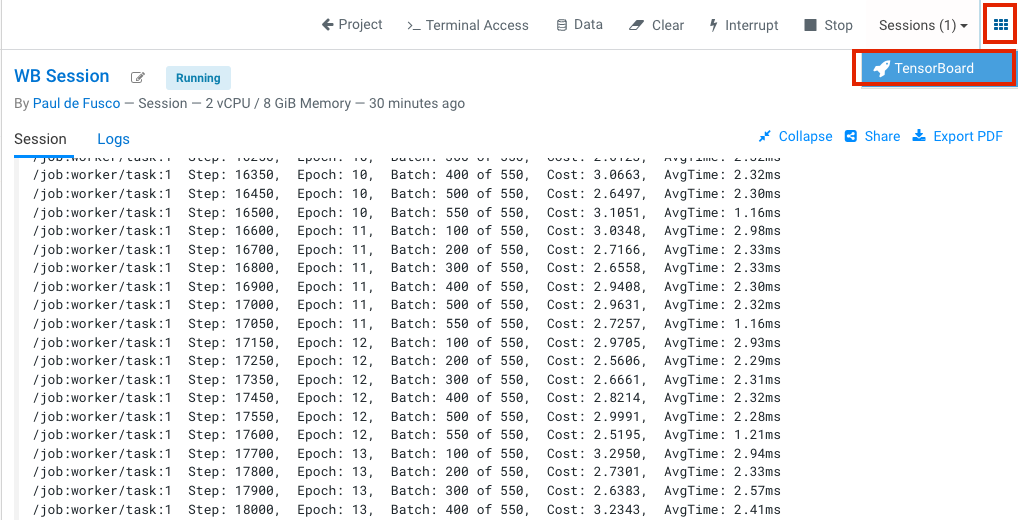 Project Terminal Access Data Clear Interrupt Stop Sessions (1)
TensorBoard
WB Session Running
By Paul de Fusco — Session — 2 vCPU / 8 GiB Memory — 30 minutes ago
Session Logs Collapse Share Export PDF
/job:worker/task:1 Step: 16350, Epoch: 10, Batch: 400 of 550, Cost: 3.0663, AvgTime: 2.32ms
/job:worker/task:1 Step: 16450, Epoch: 10, Batch: 500 of 550, Cost: 2.6497, AvgTime: 2.30ms
/job:worker/task:1 Step: 16500, Epoch: 10, Batch: 550 of 550, Cost: 3.1051, AvgTime: 1.16ms
/job:worker/task:1 Step: 16600, Epoch: 11, Batch: 100 of 550, Cost: 3.0348, AvgTime: 2.98ms
/job:worker/task:1 Step: 16700, Epoch: 11, Batch: 200 of 550, Cost: 2.7166, AvgTime: 2.33ms
/job:worker/task:1 Step: 16800, Epoch: 11, Batch: 300 of 550, Cost: 2.6558, AvgTime: 2.33ms
/job:worker/task:1 Step: 16900, Epoch: 11, Batch: 400 of 550, Cost: 2.9408, AvgTime: 2.30ms
/job:worker/task:1 Step: 17000, Epoch: 11, Batch: 500 of 550, Cost: 2.9631, AvgTime: 2.32ms
/job:worker/task:1 Step: 17050, Epoch: 11, Batch: 550 of 550, Cost: 2.7257, AvgTime: 1.16ms
/job:worker/task:1 Step: 17150, Epoch: 12, Batch: 100 of 550, Cost: 2.9705, AvgTime: 2.93ms
/job:worker/task:1 Step: 17250, Epoch: 12, Batch: 200 of 550, Cost: 2.5606, AvgTime: 2.29ms
/job:worker/task:1 Step: 17350, Epoch: 12, Batch: 300 of 550, Cost: 2.6661, AvgTime: 2.31ms
/job:worker/task:1 Step: 17450, Epoch: 12, Batch: 400 of 550, Cost: 2.8214, AvgTime: 2.32ms
/job:worker/task:1 Step: 17550, Epoch: 12, Batch: 500 of 550, Cost: 2.9991, AvgTime: 2.28ms
/job:worker/task:1 Step: 17600, Epoch: 12, Batch: 550 of 550, Cost: 2.5195, AvgTime: 1.21ms
/job:worker/task:1 Step: 17700, Epoch: 13, Batch: 100 of 550, Cost: 3.2950, AvgTime: 2.94ms
/job:worker/task:1 Step: 17800, Epoch: 13, Batch: 200 of 550, Cost: 2.7301, AvgTime: 2.33ms
/job:worker/task:1 Step: 17900, Epoch: 13, Batch: 300 of 550, Cost: 2.6383, AvgTime: 2.57ms
/job:worker/task:1 Step: 18000, Epoch: 13, Batch: 400 of 550, Cost: 3.2343, AvgTime: 2.41ms